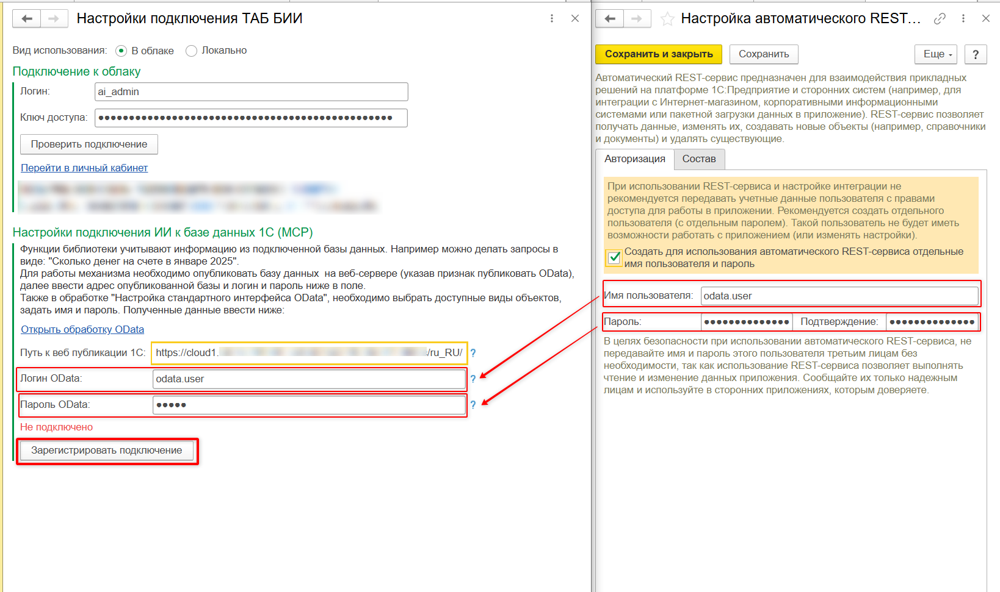 Настройки подключения ТАБ БИИ
Вид использования: В облаке Локально
Подключение к облаку
Логин: ai_admin
Ключ доступа:
Проверить подключение
Перейти в личный кабинет
Настройки подключения ИИ к базе данных 1С (MCP)
Функции библиотеки учитывают информацию из подключенной базы данных. Например можно делать запросы в
виде: "Сколько денег на счете в январе 2025".
Для работы механизма необходимо опубликовать базу данных на веб-сервере (указав признак публиковать OData),
далее ввести адрес опубликованной базы и логин и пароль ниже в поле.
Также в обработке "Настройка стандартного интерфейса OData", необходимо выбрать доступные виды объектов,
задать имя и пароль. Полученные данные ввести ниже:
Открыть обработку OData
Путь к веб публикации 1С: https://cloud1. /ru_RU/ ?
Логин OData: odata.user ?
Пароль OData: ●●●●● ?
Не подключено
Зарегистрировать подключение
Настройка автоматического REST...
Сохранить и закрыть Сохранить Еще ?
Автоматический REST-сервис предназначен для взаимодействия прикладных
решений на платформе 1С:Предприятие и сторонних систем (например, для
интеграции с Интернет-магазином, корпоративными информационными
системами или пакетной загрузки данных в приложение). REST-сервис позволяет
получать данные, изменять их, создавать новые объекты (например, справочники
и документы) и удалять существующие.
Авторизация Состав
При использовании REST-сервиса и настройке интеграции не
рекомендуется передавать учетные данные пользователя с правами
доступа для работы в приложении. Рекомендуется создать отдельного
пользователя (с отдельным паролем). Такой пользователь не будет иметь
возможности работать с приложением (или изменять настройки).
Создать для использования автоматического REST-сервиса отдельные
имя пользователя и пароль
Имя пользователя: odata.user
Пароль: ●●●●●●●●●●●●●● Подтверждение: ●●●●●●●●●●●●●●
В целях безопасности при использовании автоматического REST-сервиса, не
передавайте имя и пароль этого пользователя третьим лицам без
необходимости, так как использование REST-сервиса позволяет выполнять
чтение и изменение данных приложения. Сообщайте их только надежным
лицам и используйте в сторонних приложениях, которым доверяете.